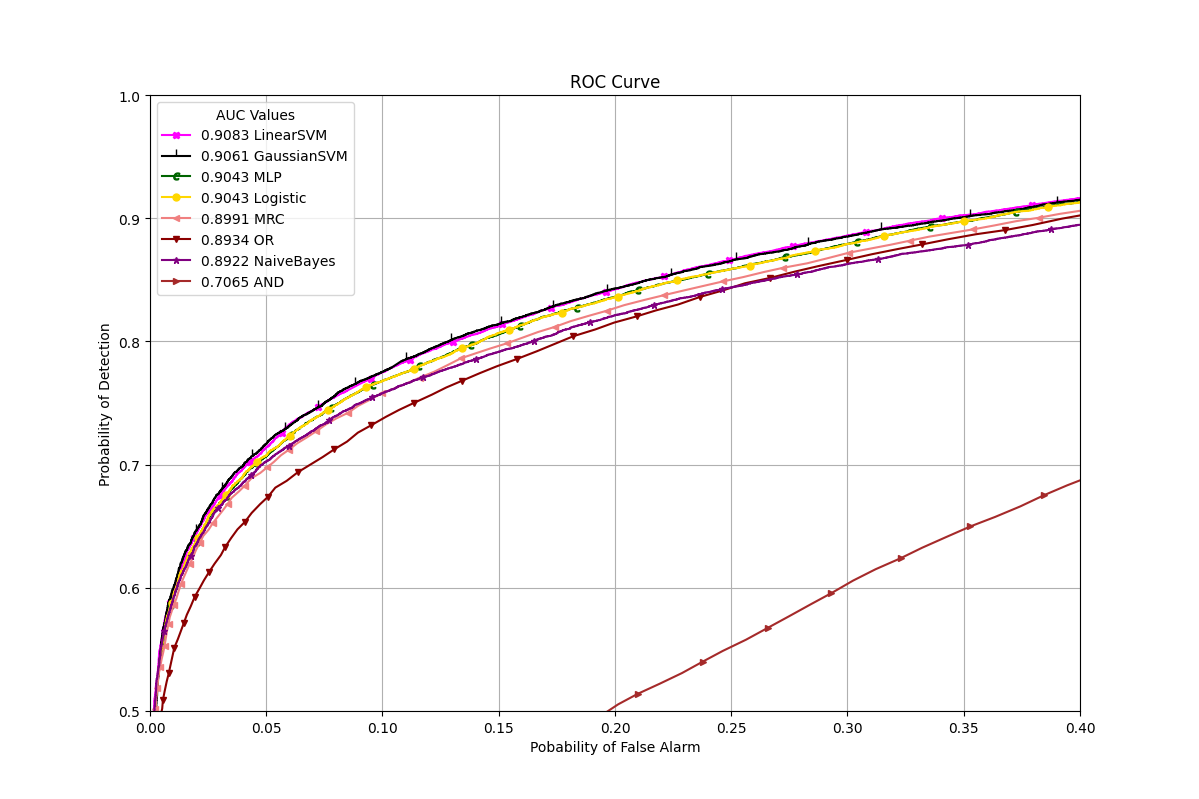 ROC Curve
1.0
0.9
0.8
0.7
0.6
0.5
Probability of Detection
AUC Values
0.9083 LinearSVM
0.9061 GaussianSVM
0.9043 MLP
0.9043 Logistic
0.8991 MRC
0.8934 OR
0.8922 NaiveBayes
0.7065 AND
0.00 0.05 0.10 0.15 0.20 0.25 0.30 0.35 0.40
Pobability of False Alarm